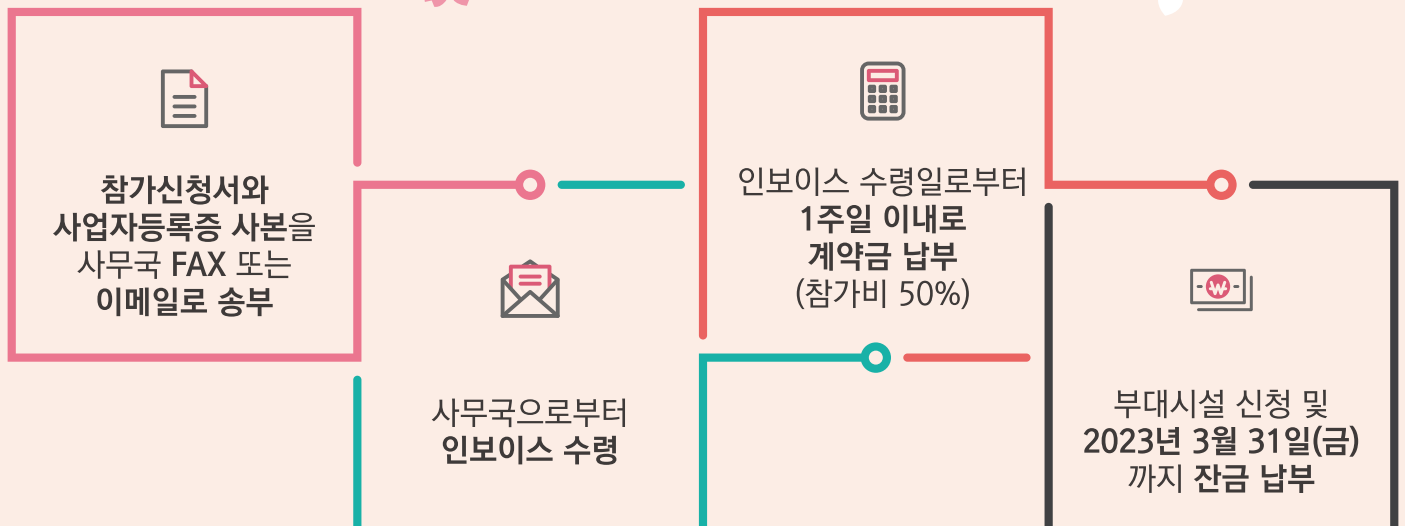 참가신청서와
사업자등록증 사본을
사무국 FAX 또는
이메일로 송부
사무국으로부터
인보이스 수령
인보이스 수령일로부터
1주일 이내로
계약금 납부
(참가비 50%)
부대시설 신청 및
2023년 3월 31일(금)
까지 잔금 납부